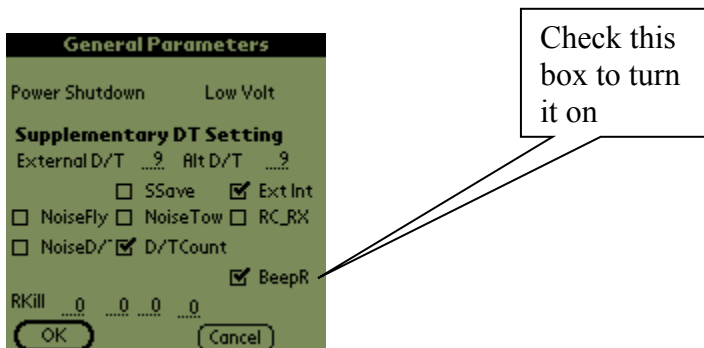 General Parameters
Power Shutdown Low Volt
Supplementary DT Setting
External D/T 9 Alt D/T 9
SSave Ext Int
NoiseFly NoiseTow RC_RX
NoiseD/T D/TCount
BeepR
RKill 0 0 0 0
OK Cancel
Check this
box to turn
it on